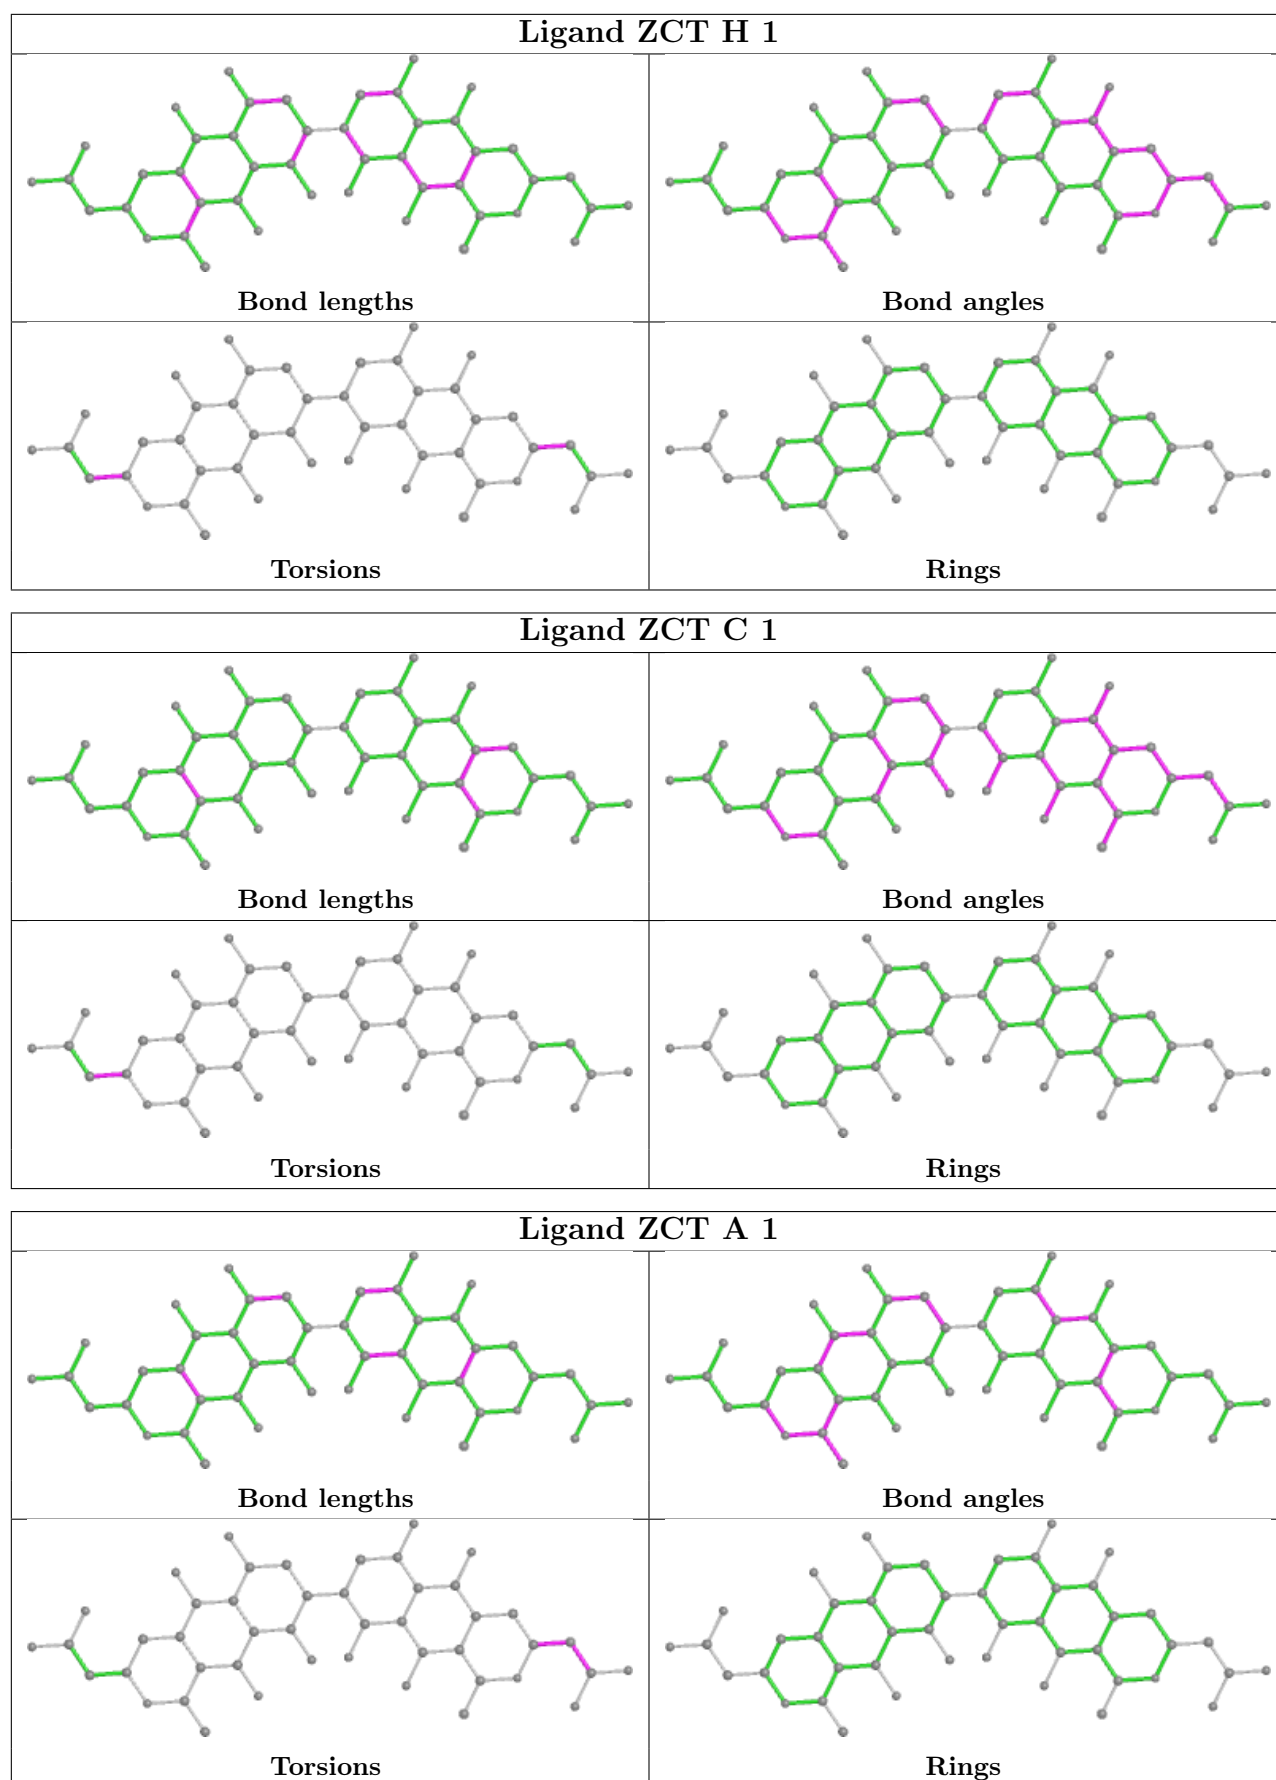 Ligand ZCT H 1
Bond lengths
Bond angles
Torsions
Rings
Ligand ZCT C 1
Bond lengths
Bond angles
Torsions
Rings
Ligand ZCT A 1
Bond lengths
Bond angles
Torsions
Rings